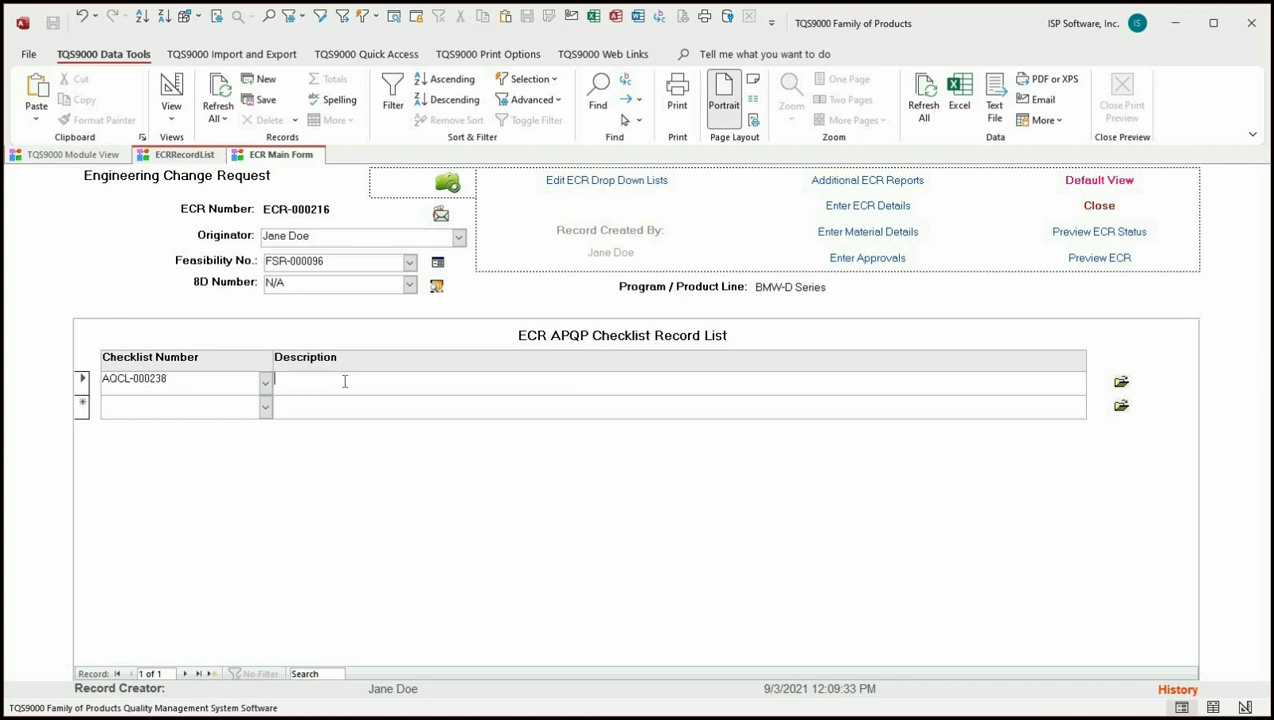 TQS9000 Family of Products
ISP Software, Inc.
IS
File
TQS9000 Data Tools
TQS9000 Import and Export
TQS9000 Quick Access
TQS9000 Print Options
TQS9000 Web Links
Tell me what you want to do
Paste
Cut
Copy
Format Painter
Clipboard
View
Views
Refresh All
New
Save
Delete
Totals
Spelling
More
Records
Filter
Ascending
Descending
Remove Sort
Selection
Advanced
Toggle Filter
Sort & Filter
Find
Find
Print
Print
Portrait
Page Layout
Zoom
One Page
Two Pages
More Pages
Zoom
Refresh All
Excel
Text File
PDF or XPS
Email
More
Data
Close Print Preview
Close Preview
TQS9000 Module View
ECRRecordList
ECR Main Form
Engineering Change Request
ECR Number: ECR-000216
Originator: Jane Doe
Feasibility No.: FSR-000096
8D Number: N/A
Edit ECR Drop Down Lists
Record Created By:
Jane Doe
Additional ECR Reports
Enter ECR Details
Enter Material Details
Enter Approvals
Default View
Close
Preview ECR Status
Preview ECR
Program / Product Line: BMW-D Series
ECR APQP Checklist Record List
Checklist Number Description
AQCL-000238
Record: 1 of 1 No Filter Search
Record Creator: Jane Doe 9/3/2021 12:09:33 PM History
TQS9000 Family of Products Quality Management System Software